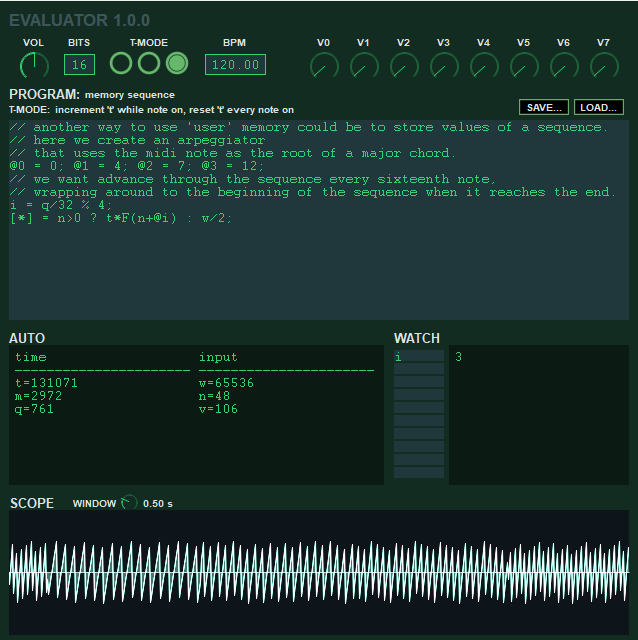 EVALUATOR 1.0.0
VOL BITS T-MODE BPM V0 V1 V2 V3 V4 V5 V6 V7
16 120.00
PROGRAM: memory sequence
T-MODE: increment 't' while note on, reset 't' every note on
SAVE... LOAD...
// another way to use 'user' memory could be to store values of a sequence.
// here we create an arpeggiator
// that uses the midi note as the root of a major chord.
@0 = 0; @1 = 4; @2 = 7; @3 = 12;
// we want advance through the sequence every sixteenth note,
// wrapping around to the beginning of the sequence when it reaches the end.
i = q/32 % 4;
[*] = n>0 ? t*F(n+@i) : w/2;
AUTO WATCH
time input
---------------------- ----------------------
t=131071 w=65536
m=2972 n=48
q=761 v=106
i 3
SCOPE WINDOW 0.50 s